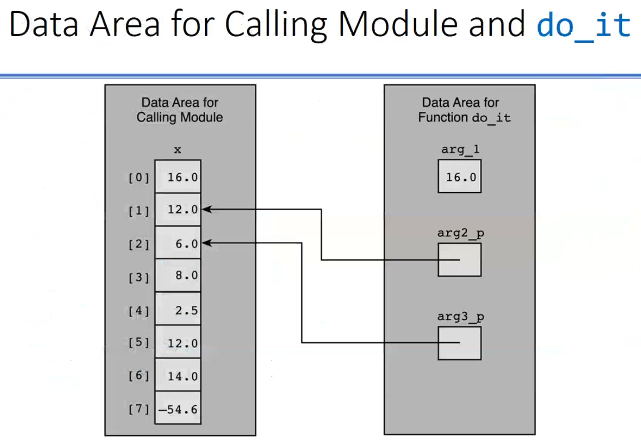 Data Area for Calling Module and do_it
Data Area for
Calling Module
x
[0] 16.0
[1] 12.0
[2] 6.0
[3] 8.0
[4] 2.5
[5] 12.0
[6] 14.0
[7] –54.6
Data Area for
Function do_it
arg_1
16.0
arg2_p
arg3_p